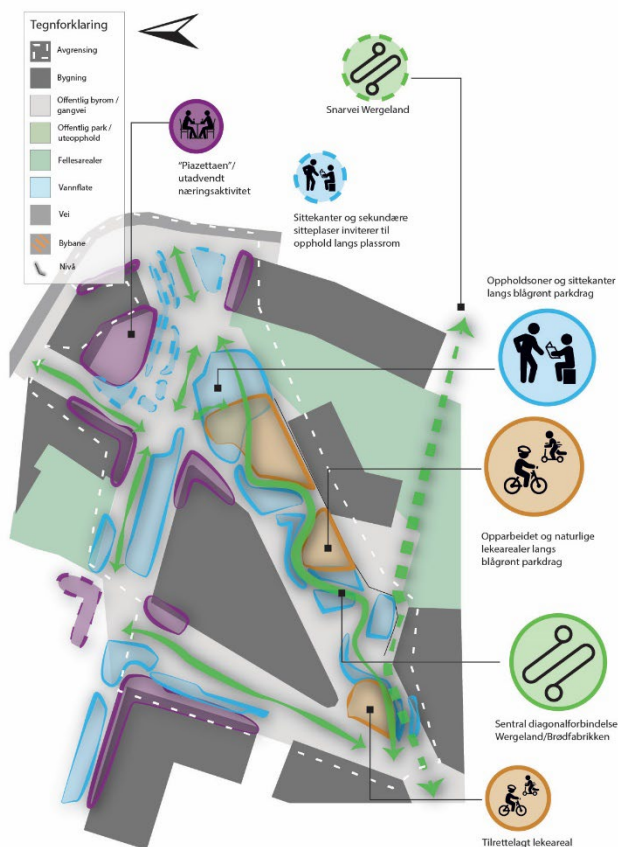 Tegnforklaring
Avgrensing
Bygning
Offentlig byrom /
gangvei
Offentlig park /
uteopphold
Fellesarealer
Vannflate
Vei
Bybane
Nivå
"Piazettaen"/
utadvendt
næringsaktivitet
Snarvei Wergeland
Sittekanter og sekundære
sitteplaser inviterer til
opphold langs plassrom
Oppholdsoner og sittekanter
langs blågrønt parkdrag
Opparbeidet og naturlige
lekearealer langs
blågrønt parkdrag
Sentral diagonalforbindelse
Wergeland/Brødfabrikken
Tilrettelagt lekeareal